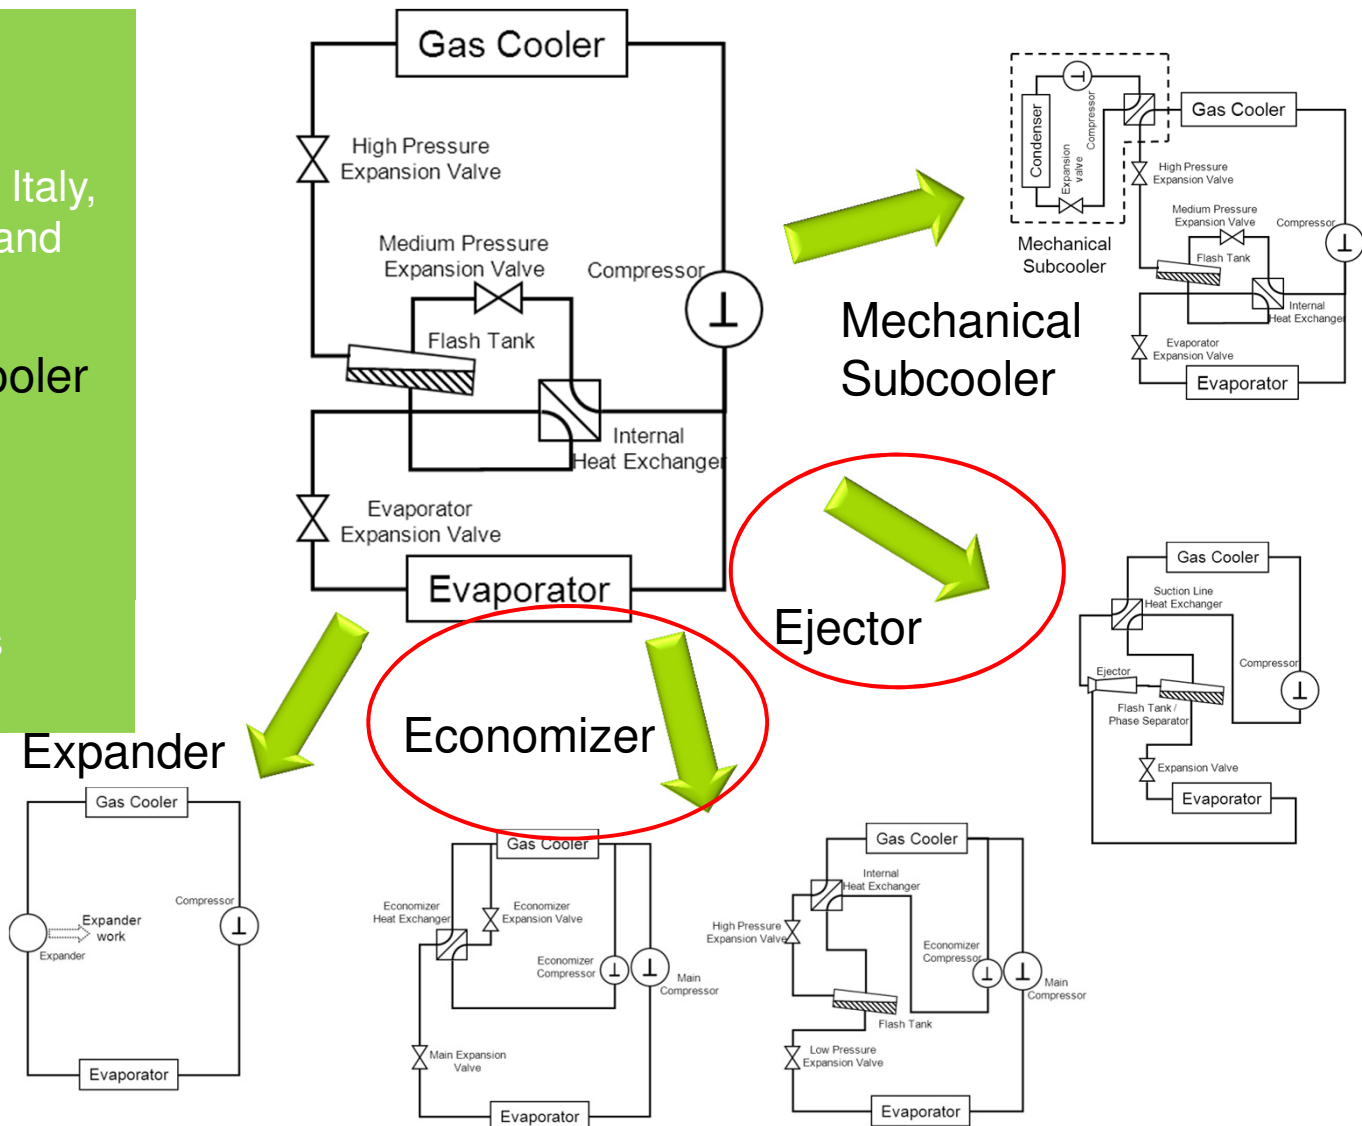 Italy,
and
ooler
s
Gas Cooler
High Pressure
Expansion Valve
Medium Pressure
Expansion Valve
Compressor
Flash Tank
Internal
Heat Exchanger
Evaporator
Expansion Valve
Evaporator
Mechanical
Subcooler
Ejector
Economizer
Expander
Condenser
Compressor
Expansion
valve
Mechanical
Subcooler
Gas Cooler
High Pressure
Expansion Valve
Medium Pressure
Expansion Valve
Flash Tank
Compressor
Internal
Heat Exchanger
Evaporator
Expansion Valve
Evaporator
Gas Cooler
Suction Line
Heat Exchanger
Ejector
Compressor
Flash Tank /
Phase Separator
Expansion Valve
Evaporator
Gas Cooler
Compressor
Expander
work
Expander
Evaporator
Gas Cooler
Economizer
Heat Exchanger
Economizer
Expansion Valve
Economizer
Compressor
Main
Compressor
Main Expansion
Valve
Evaporator
Gas Cooler
Internal
Heat Exchanger
High Pressure
Expansion Valve
Economizer
Compressor
Main
Compressor
Flash Tank
Low Pressure
Expansion Valve
Evaporator